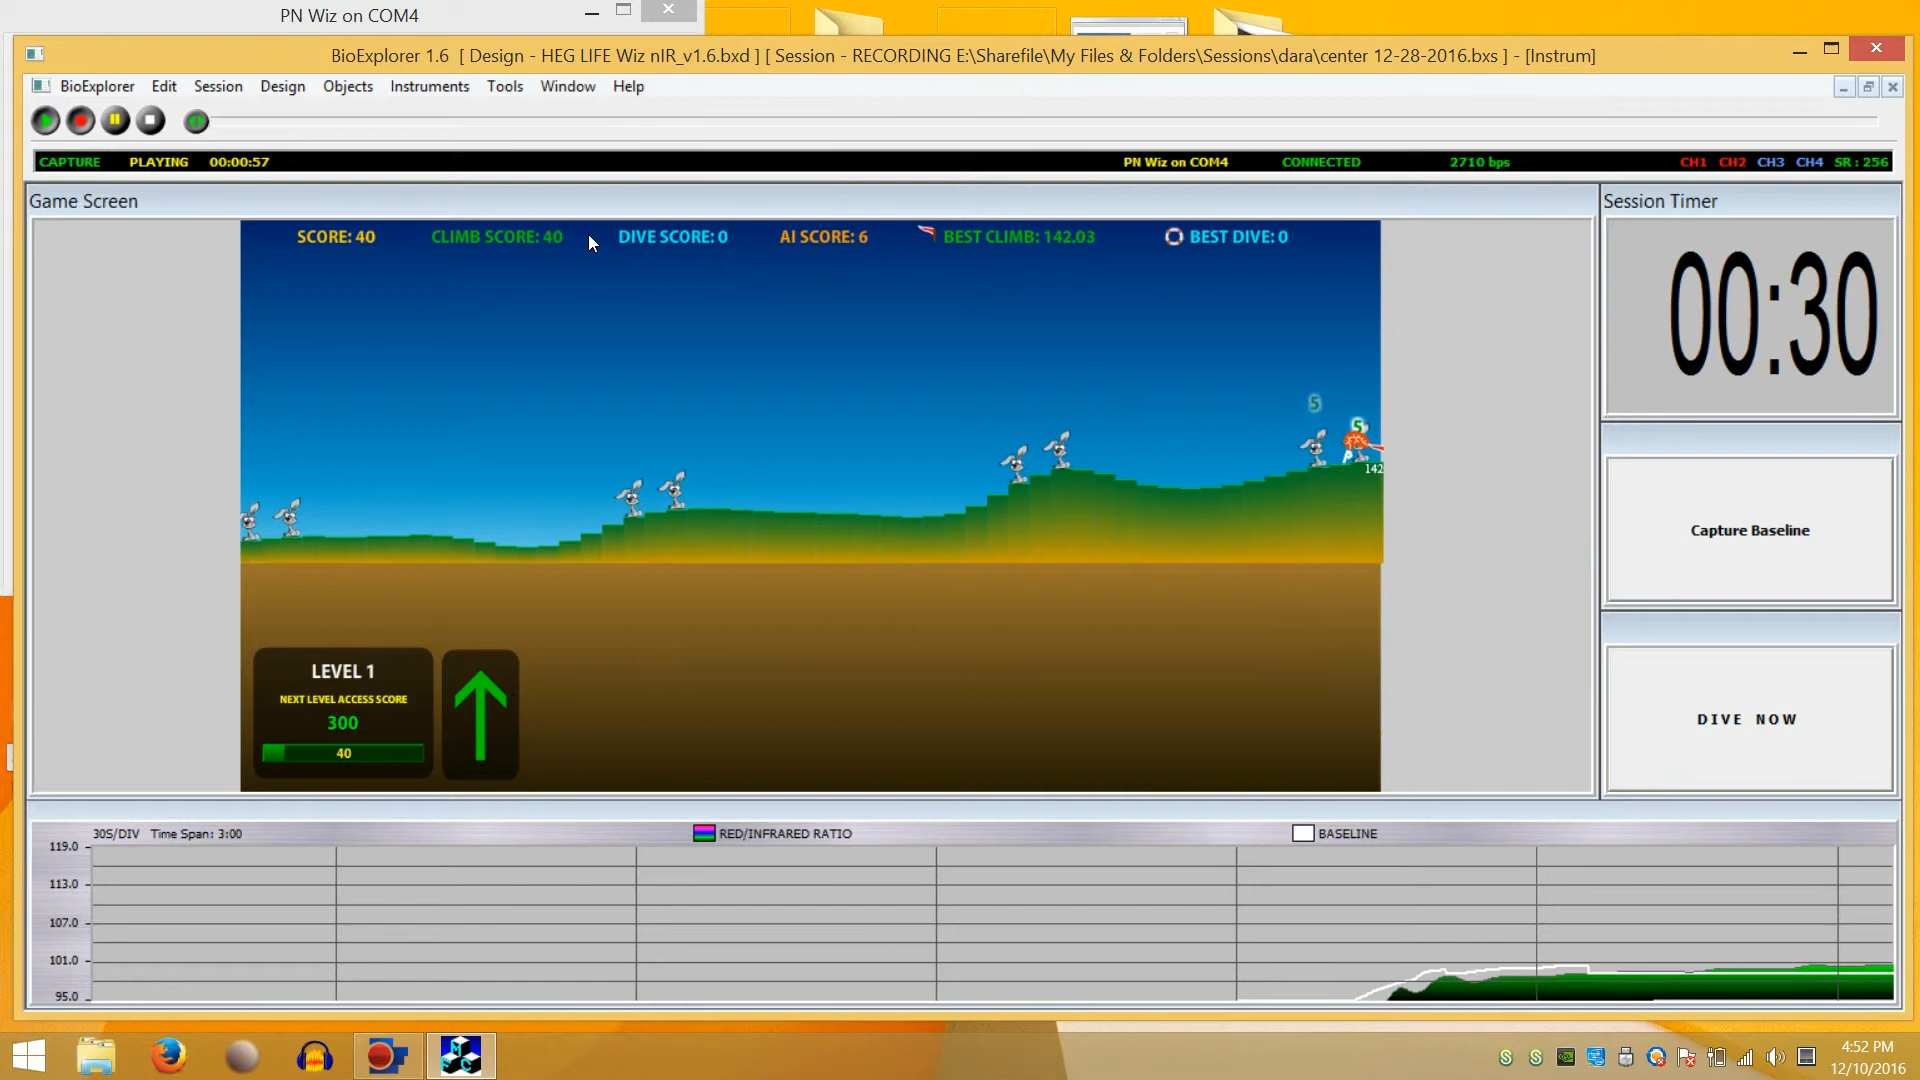 PN Wiz on COM4
BioExplorer 1.6 [ Design - HEG LIFE Wiz nIR_v1.6.bxd ] [ Session - RECORDING E:\Sharefile\My Files & Folders\Sessions\dara\center 12-28-2016.bxs ] - [Instrum]
BioExplorer Edit Session Design Objects Instruments Tools Window Help
CAPTURE PLAYING 00:00:57 PN Wiz on COM4 CONNECTED 2710 bps CH1 CH2 CH3 CH4 SR : 256
Game Screen
Session Timer
SCORE: 40 CLIMB SCORE: 40 DIVE SCORE: 0 AI SCORE: 6 BEST CLIMB: 142.03 BEST DIVE: 0
00:30
5
5
142
Capture Baseline
LEVEL 1
NEXT LEVEL ACCESS SCORE
300
40
DIVE NOW
30S/DIV Time Span: 3:00 RED/INFRARED RATIO BASELINE
119.0
113.0
107.0
101.0
95.0
4:52 PM
12/10/2016